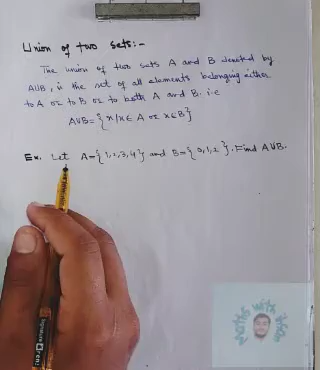 Union of two sets:-
The union of two sets A and B denoted by
A∪B, is the set of all elements belonging either
to A or to B or to both A and B. i.e
A∪B={x/x∈A or x∈B}
Ex. Let A={1,2,3,4} and B={0,1,2}. Find A∪B.
maths with